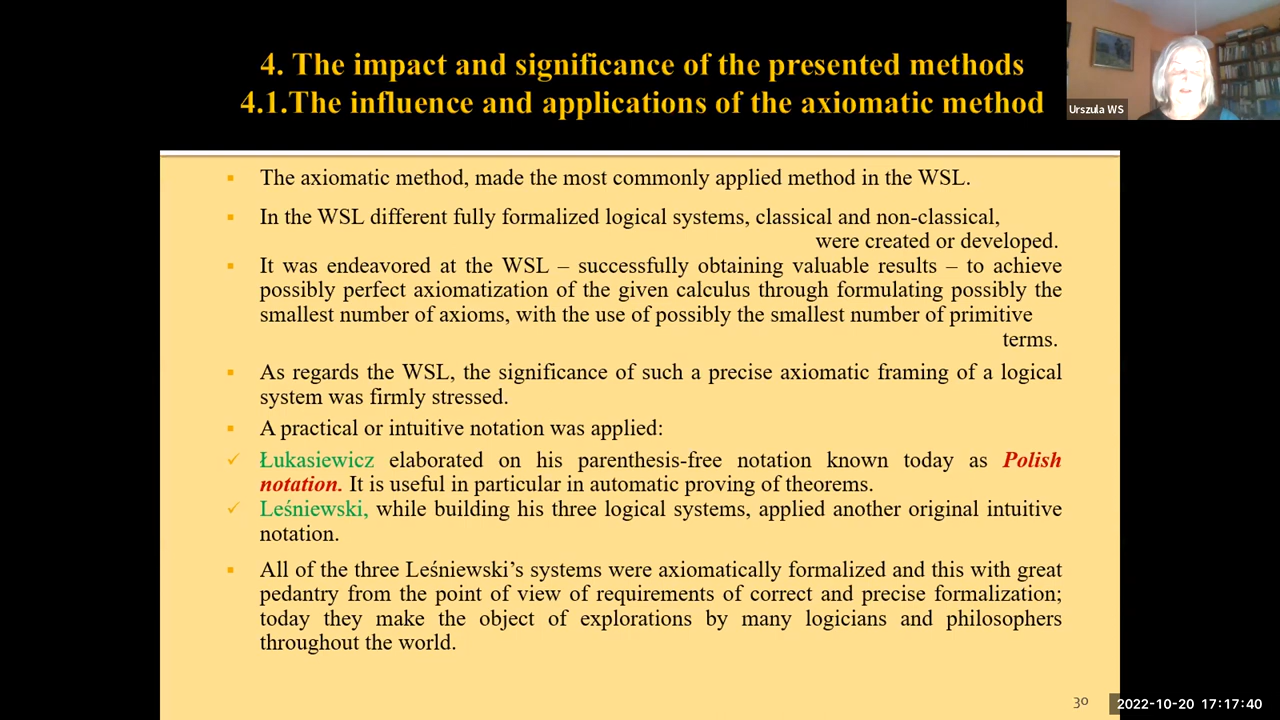 4. The impact and significance of the presented methods
4.1.The influence and applications of the axiomatic method
Urszula WS
▪ The axiomatic method, made the most commonly applied method in the WSL.
▪ In the WSL different fully formalized logical systems, classical and non-classical,
were created or developed.
▪ It was endeavored at the WSL – successfully obtaining valuable results – to achieve
possibly perfect axiomatization of the given calculus through formulating possibly the
smallest number of axioms, with the use of possibly the smallest number of primitive
terms.
▪ As regards the WSL, the significance of such a precise axiomatic framing of a logical
system was firmly stressed.
▪ A practical or intuitive notation was applied:
✓ Łukasiewicz elaborated on his parenthesis-free notation known today as Polish
notation. It is useful in particular in automatic proving of theorems.
✓ Leśniewski, while building his three logical systems, applied another original intuitive
notation.
▪ All of the three Leśniewski’s systems were axiomatically formalized and this with great
pedantry from the point of view of requirements of correct and precise formalization;
today they make the object of explorations by many logicians and philosophers
throughout the world.
30
2022-10-20 17:17:40